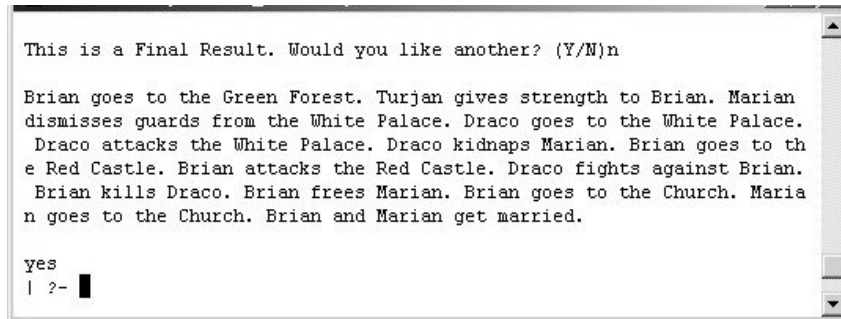 This is a Final Result. Would you like another? (Y/N)n
Brian goes to the Green Forest. Turjan gives strength to Brian. Marian
dismisses guards from the White Palace. Draco goes to the White Palace.
 Draco attacks the White Palace. Draco kidnaps Marian. Brian goes to th
e Red Castle. Brian attacks the Red Castle. Draco fights against Brian.
 Brian kills Draco. Brian frees Marian. Brian goes to the Church. Maria
n goes to the Church. Brian and Marian get married.
yes
| ?-